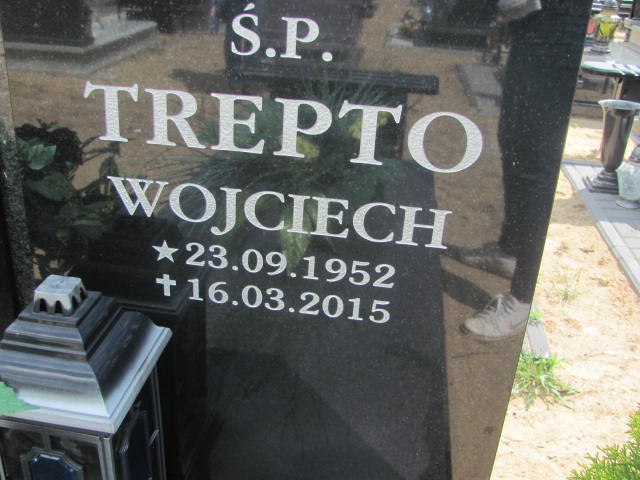 Ś.P.
TREPTO
WOJCIECH
★23.09.1952
✝16.03.2015